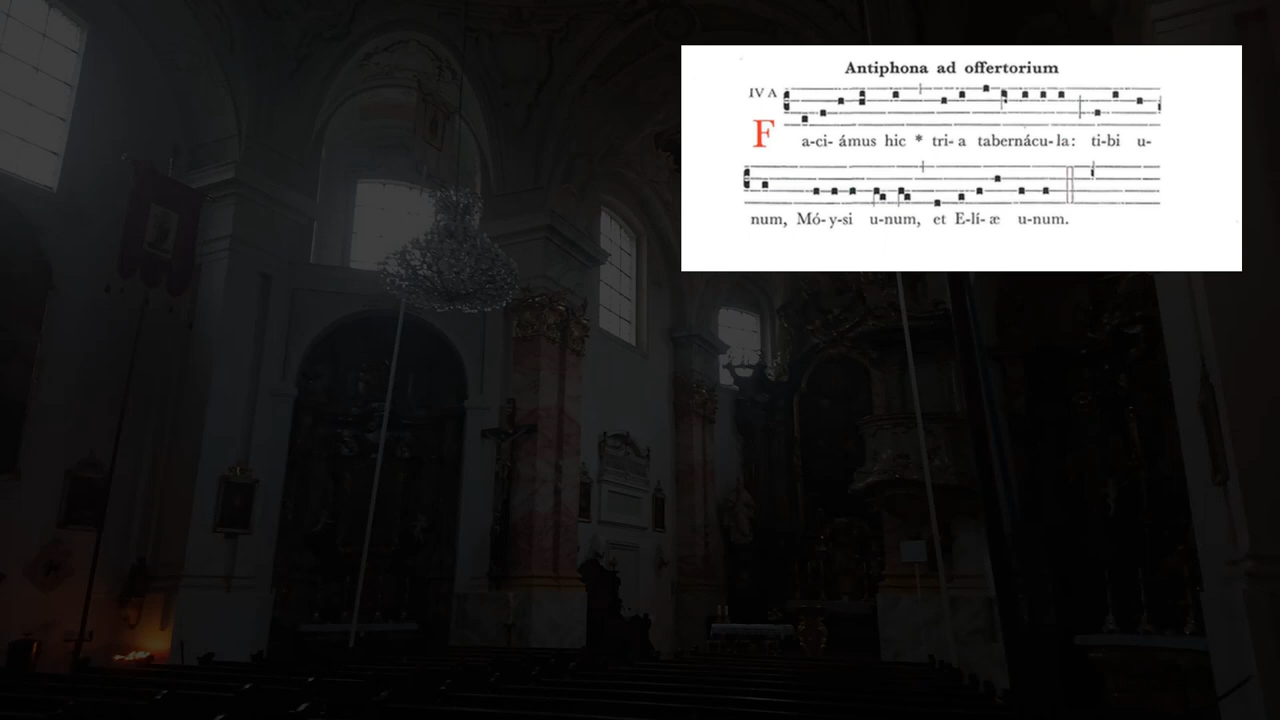 Antiphona ad offertorium
IV A
Fa-ci- ámus hic * tri- a tabernácu- la: ti-bi u-
num, Mó- y-si u-num, et E-lí- æ u-num.